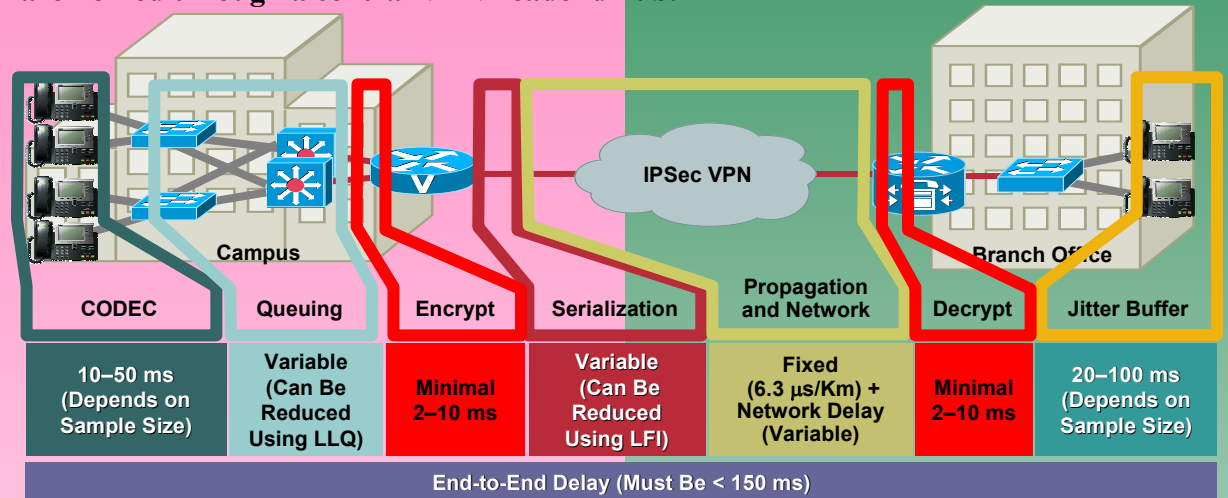 IPSec VPN
V
Campus
Branch Office
CODEC
Queuing
Encrypt
Serialization
Propagation
and Network
Decrypt
Jitter Buffer
10–50 ms
(Depends on
Sample Size)
Variable
(Can Be
Reduced
Using LLQ)
Minimal
2–10 ms
Variable
(Can Be
Reduced
Using LFI)
Fixed
(6.3 µs/Km) +
Network Delay
(Variable)
Minimal
2–10 ms
20–100 ms
(Depends on
Sample Size)
End-to-End Delay (Must Be < 150 ms)